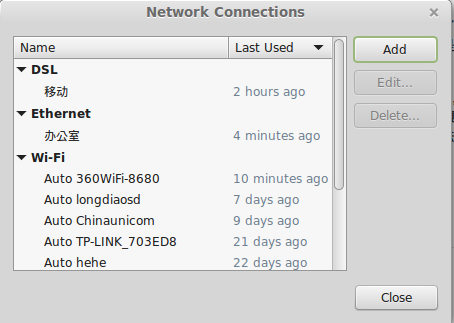 Network Connections
Name Last Used
DSL
移动 2 hours ago
Ethernet
办公室 4 minutes ago
Wi-Fi
Auto 360WiFi-8680 10 minutes ago
Auto longdiaosd 7 days ago
Auto Chinaunicom 9 days ago
Auto TP-LINK_703ED8 21 days ago
Auto hehe 22 days ago
Add
Edit...
Delete...
Close